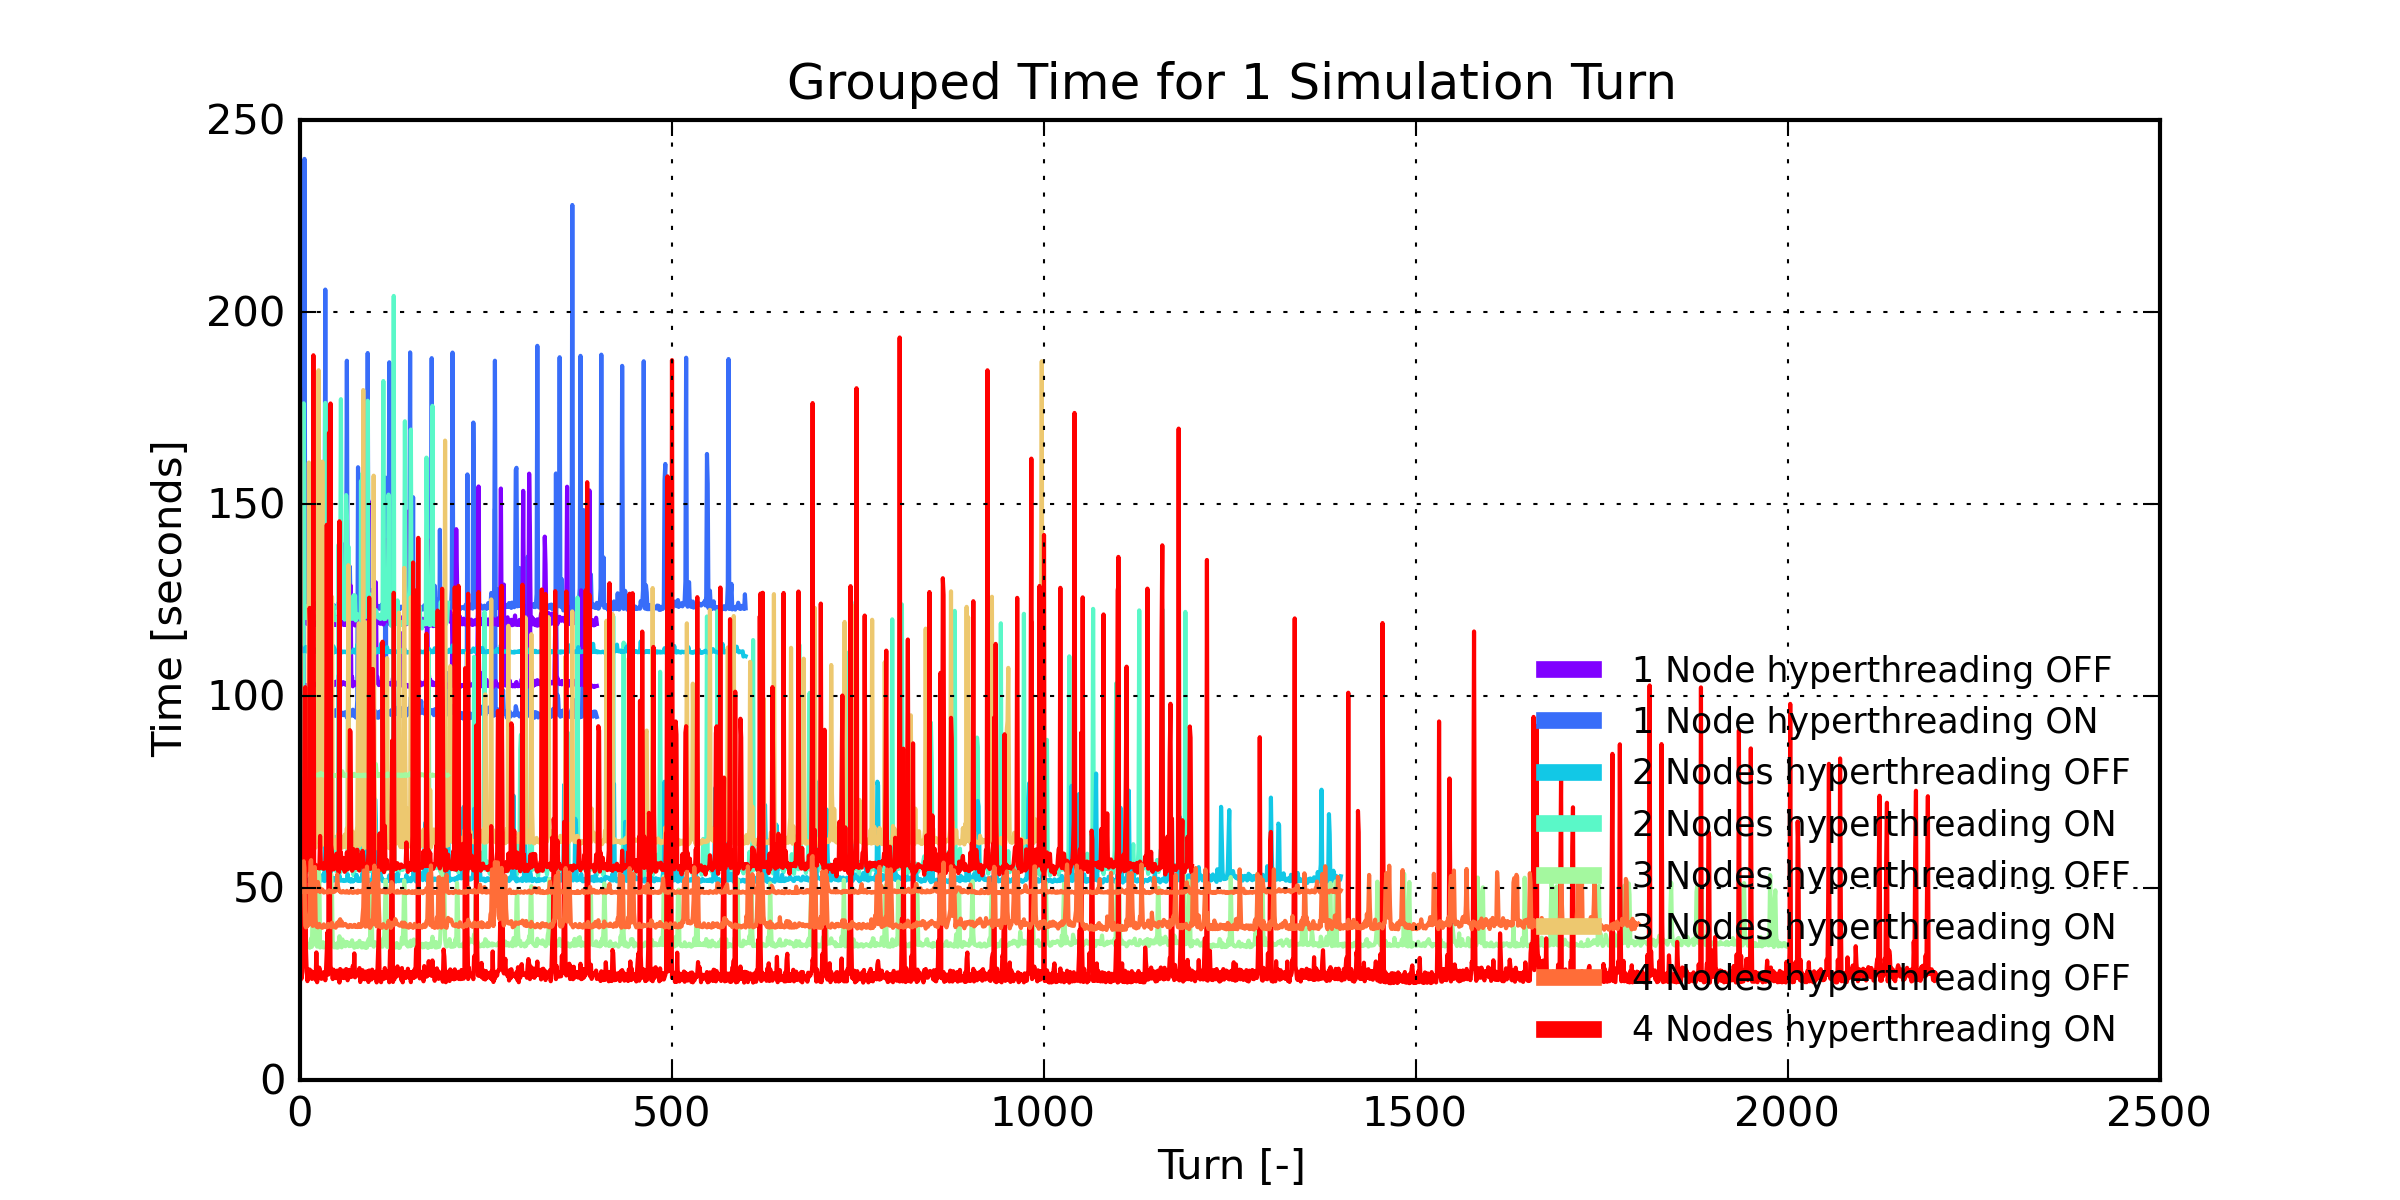 Grouped Time for 1 Simulation Turn
250
200
150
100
50
0
Time [seconds]
1 Node hyperthreading OFF
1 Node hyperthreading ON
2 Nodes hyperthreading OFF
2 Nodes hyperthreading ON
3 Nodes hyperthreading OFF
3 Nodes hyperthreading ON
4 Nodes hyperthreading OFF
4 Nodes hyperthreading ON
0 500 1000 1500 2000 2500
Turn [-]